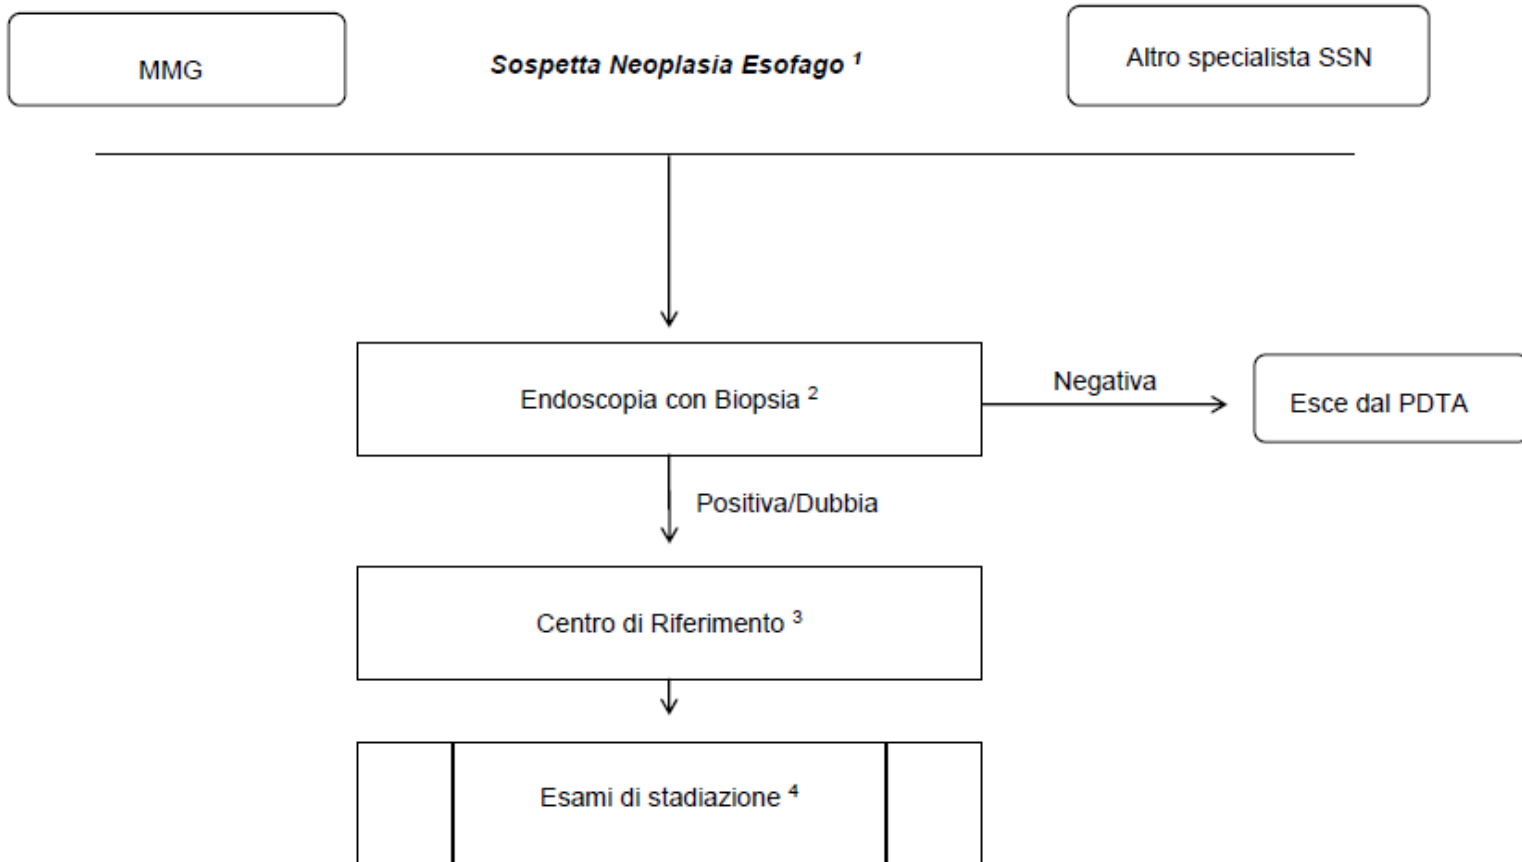 MMG
Sospetta Neoplasia Esofago ¹
Altro specialista SSN
Endoscopia con Biopsia ²
Negativa
Esce dal PDTA
Positiva/Dubbia
Centro di Riferimento ³
Esami di stadiazione ⁴